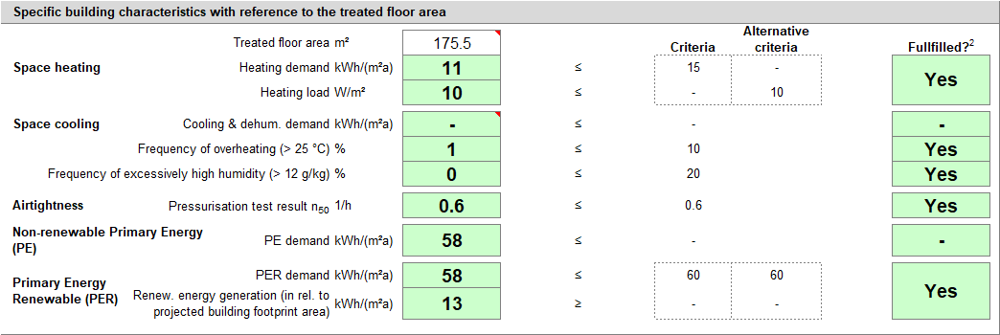 Specific building characteristics with reference to the treated floor area
Treated floor area m² 175.5 Criteria Alternative criteria Fullfilled?²
Space heating Heating demand kWh/(m²a) 11 ≤ 15 - Yes
Heating load W/m² 10 ≤ - 10
Space cooling Cooling & dehum. demand kWh/(m²a) - ≤ - -
Frequency of overheating (> 25 °C) % 1 ≤ 10 Yes
Frequency of excessively high humidity (> 12 g/kg) % 0 ≤ 20 Yes
Airtightness Pressurisation test result n50 1/h 0.6 ≤ 0.6 Yes
Non-renewable Primary Energy
(PE) PE demand kWh/(m²a) 58 ≤ - -
Primary Energy
Renewable (PER) PER demand kWh/(m²a) 58 ≤ 60 60 Yes
Renew. energy generation (in rel. to
projected building footprint area) kWh/(m²a) 13 ≥ - -